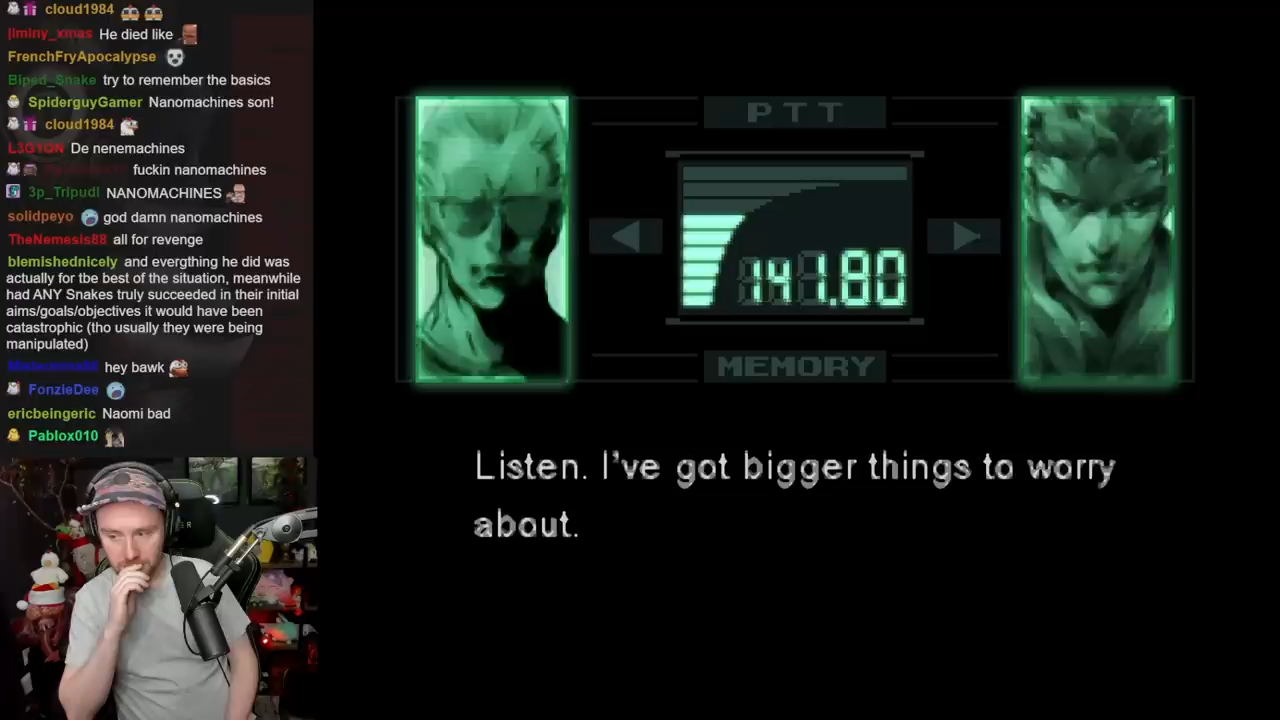 cloud1984
jiminy_xmas He died like
FrenchFryApocalypse
Biped_Snake try to remember the basics
SpiderguyGamer Nanomachines son!
cloud1984
L3G1ON De nenemachines
fuckin nanomachines
3p_Tripudl NANOMACHINES
solidpeyo god damn nanomachines
TheNemesis88 all for revenge
blemishednicely and evergthing he did was
actually for the best of the situation, meanwhile
had ANY Snakes truly succeeded in their initial
aims/goals/objectives it would have been
catastrophic (tho usually they were being
manipulated)
hey bawk
FonzieDee
ericbeingeric Naomi bad
Pablox010
PTT
141.80
MEMORY
Listen. I've got bigger things to worry
about.